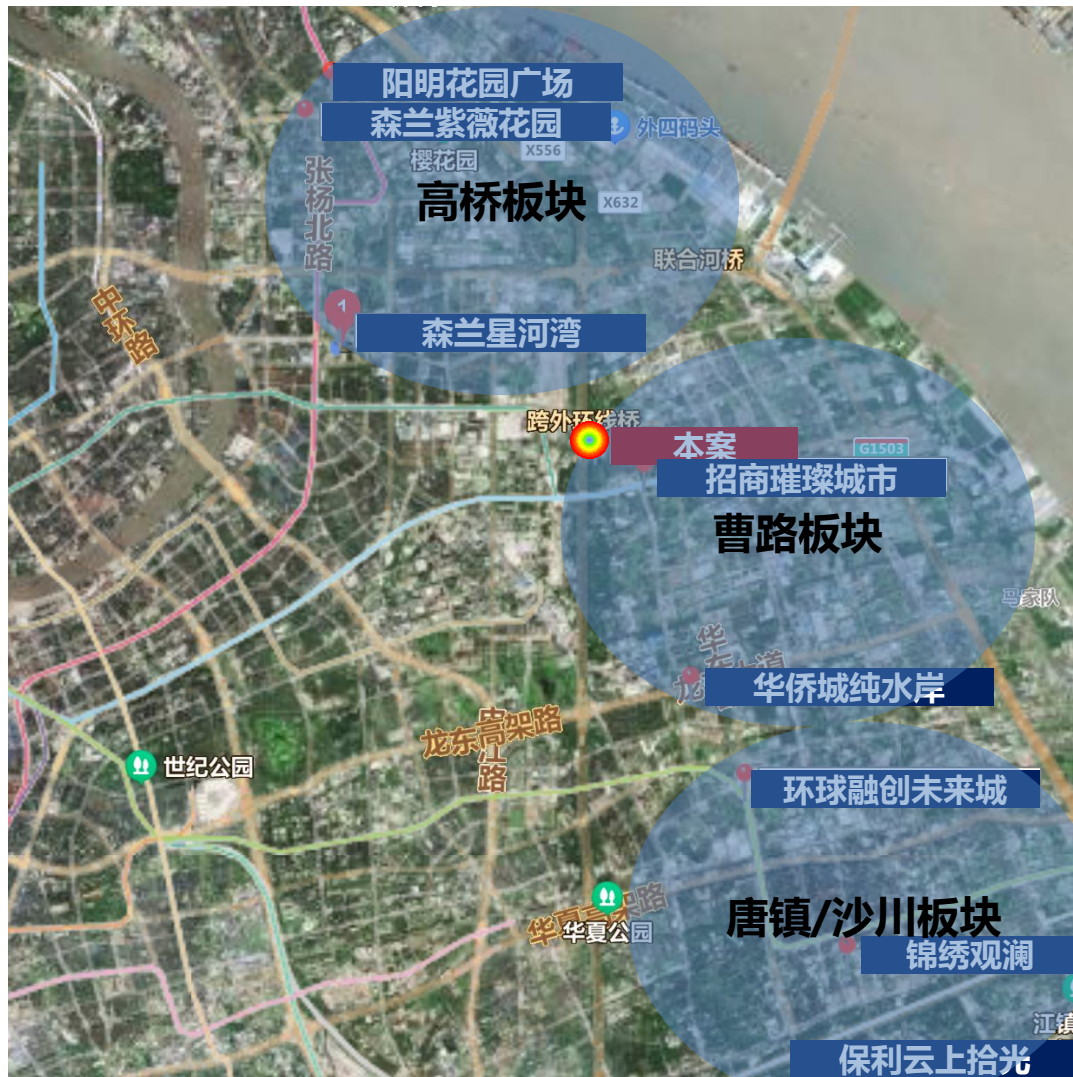 阳明花园广场
森兰紫薇花园
外四码头
樱花园
X556
张杨北路
高桥板块
X632
联合河桥
中环路
1
森兰星河湾
跨外环线桥
本案
G1503
招商璀璨城市
曹路板块
马家队
华侨城纯水岸
龙东高架路
世纪公园
环球融创未来城
华夏高架路
唐镇/沙川板块
华夏公园
锦绣观澜
江镇
保利云上拾光